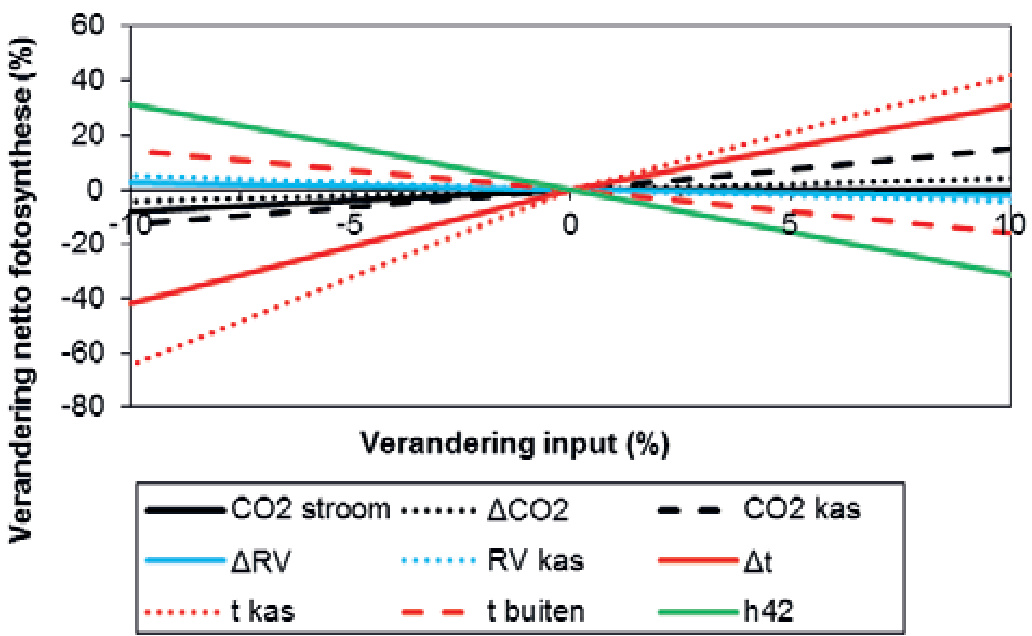 Verandering netto fotosynthese (%)
60
40
20
0
-20
-40
-60
-80
-10
-5
0
5
10
Verandering input (%)
CO2 stroom
ΔCO2
CO2 kas
ΔRV
RV kas
Δt
t kas
t buiten
h42